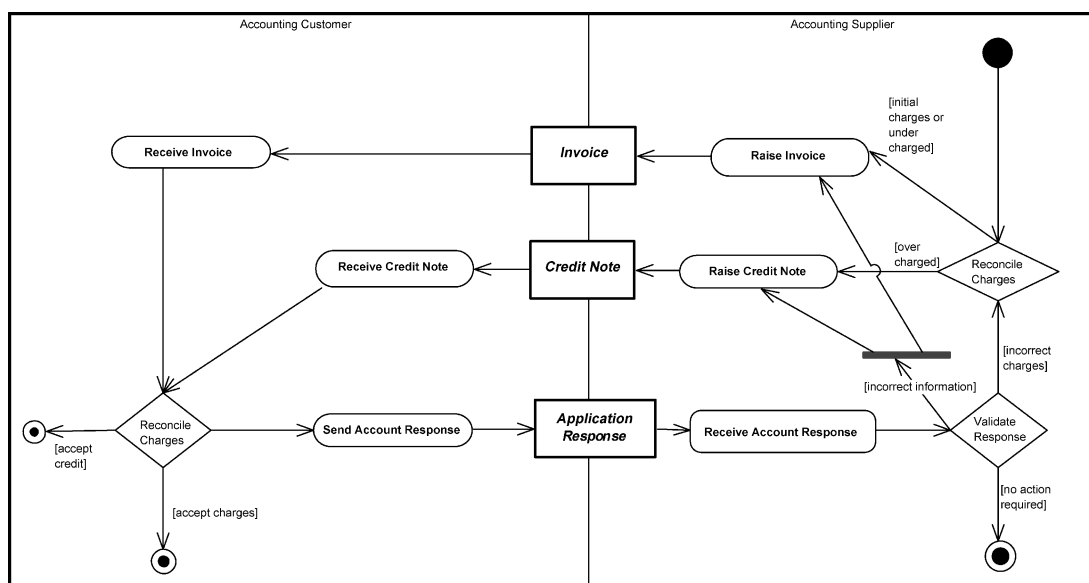 Accounting Customer
Accounting Supplier
[initial
charges or
under
charged]
Receive Invoice
Invoice
Raise Invoice
Receive Credit Note
Credit Note
Raise Credit Note
[over
charged]
Reconcile
Charges
[incorrect
charges]
[incorrect information]
Reconcile
Charges
Send Account Response
Application
Response
Receive Account Response
Validate
Response
[accept
credit]
[accept charges]
[no action
required]